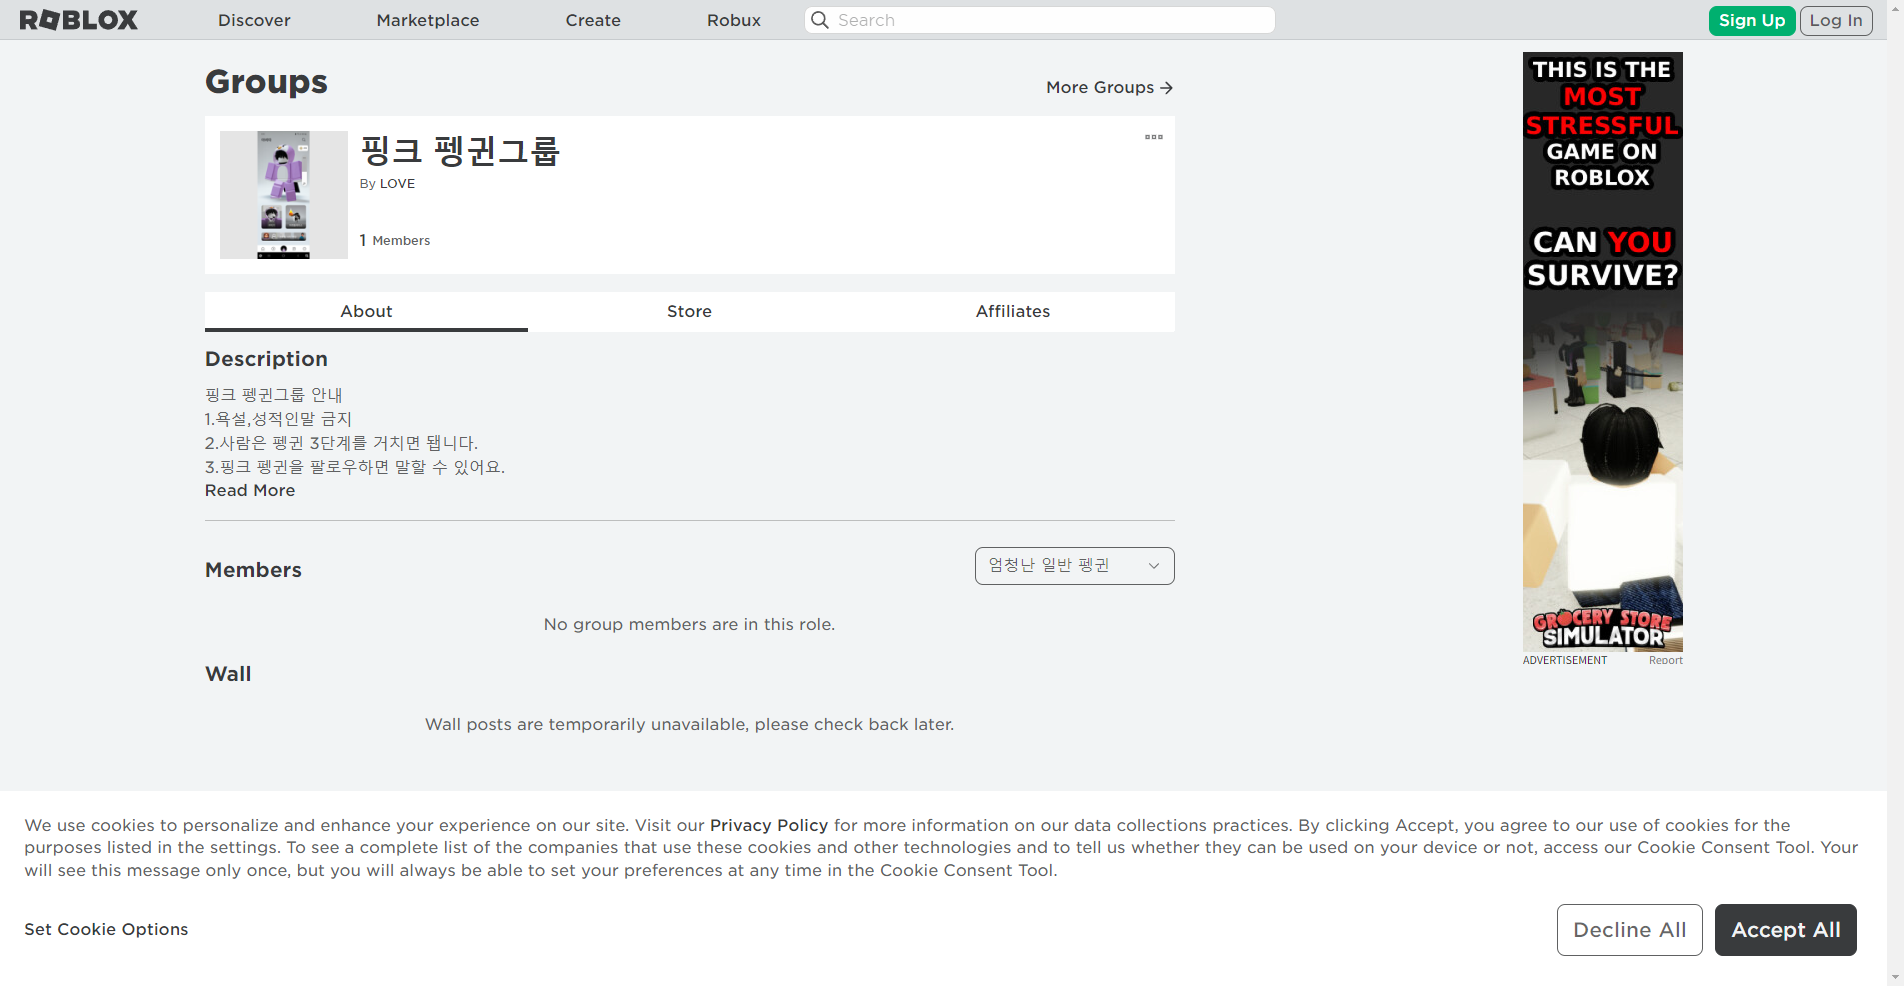 ROBLOX
Discover
Marketplace
Create
Robux
Search
Sign Up
Log In
Groups
More Groups →
핑크 펭귄그룹
By LOVE
1 Members
About
Store
Affiliates
Description
핑크 펭귄그룹 안내
1.욕설,성적인말 금지
2.사람은 펭귄 3단계를 거치면 됍니다.
3.핑크 펭귄을 팔로우하면 말할 수 있어요.
Read More
Members
엄청난 일반 펭귄
No group members are in this role.
Wall
Wall posts are temporarily unavailable, please check back later.
THIS IS THE
MOST
STRESSFUL
GAME ON
ROBLOX
CAN YOU
SURVIVE?
GROCERY STORE
SIMULATOR
ADVERTISEMENT
Report
We use cookies to personalize and enhance your experience on our site. Visit our Privacy Policy for more information on our data collections practices. By clicking Accept, you agree to our use of cookies for the
purposes listed in the settings. To see a complete list of the companies that use these cookies and other technologies and to tell us whether they can be used on your device or not, access our Cookie Consent Tool. Your
will see this message only once, but you will always be able to set your preferences at any time in the Cookie Consent Tool.
Set Cookie Options
Decline All
Accept All